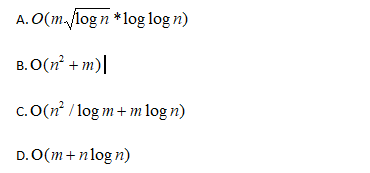 A. O(m√log n * log log n)
B. O(n² + m)|
C. O(n² / log m + m log n)
D. O(m + n log n)